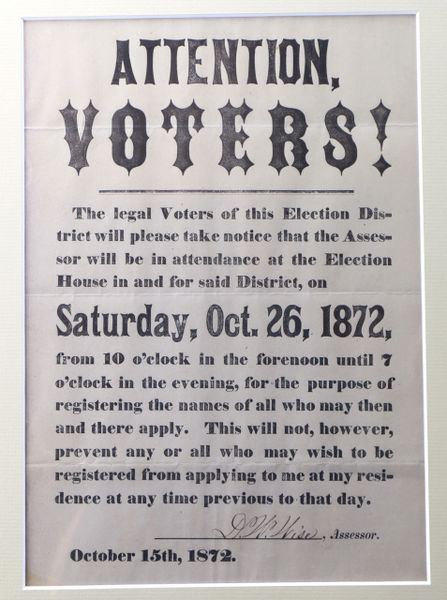 ATTENTION,
VOTERS!
The legal Voters of this Election Dis-
trict will please take notice that the Asses-
sor will be in attendance at the Election
House in and for said District, on
Saturday, Oct. 26, 1872,
from 10 o'clock in the forenoon until 7
o'clock in the evening, for the purpose of
registering the names of all who may then
and there apply. This will not, however,
prevent any or all who may wish to be
registered from applying to me at my resi-
dence at any time previous to that day.
, Assessor.
October 15th, 1872.